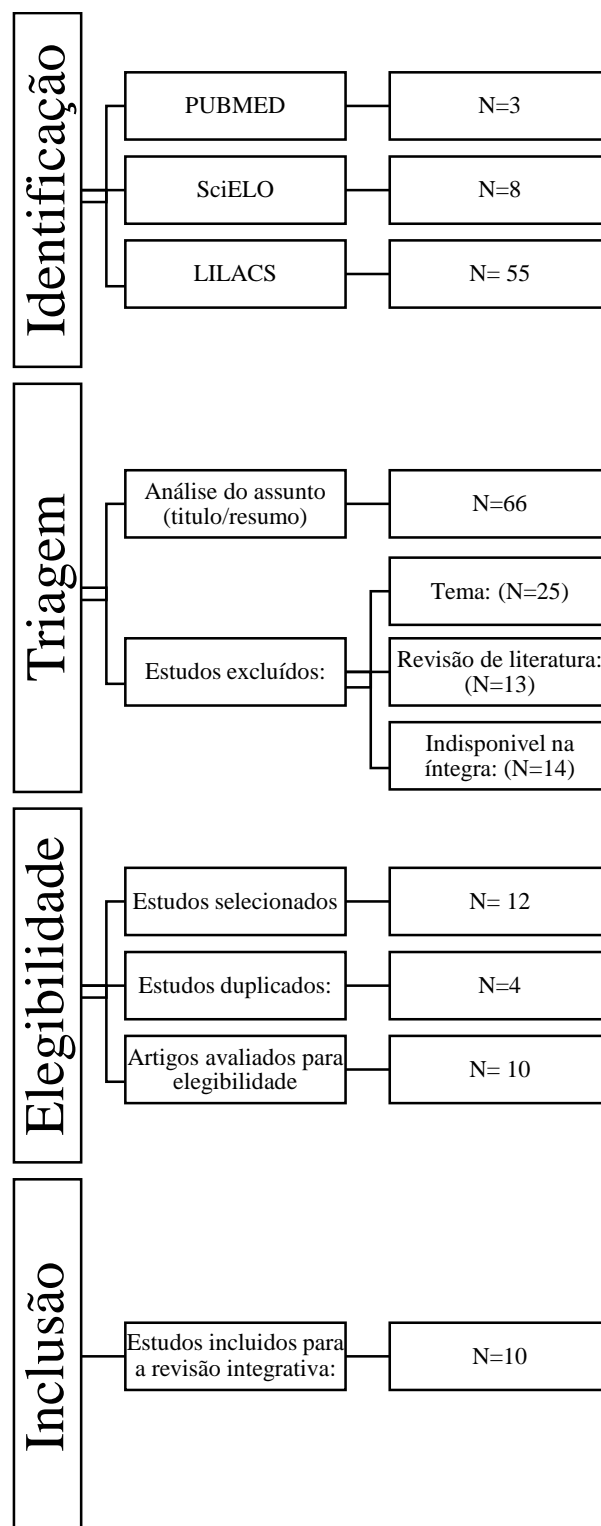 Identificação
PUBMED
N=3
SciELO
N=8
LILACS
N= 55
Triagem
Análise do assunto
(titulo/resumo)
N=66
Estudos excluídos:
Tema: (N=25)
Revisão de literatura:
(N=13)
Indisponivel na
íntegra: (N=14)
Elegibilidade
Estudos selecionados
N= 12
Estudos duplicados:
N=4
Artigos avaliados para
elegibilidade
N= 10
Inclusão
Estudos incluidos para
a revisão integrativa:
N=10